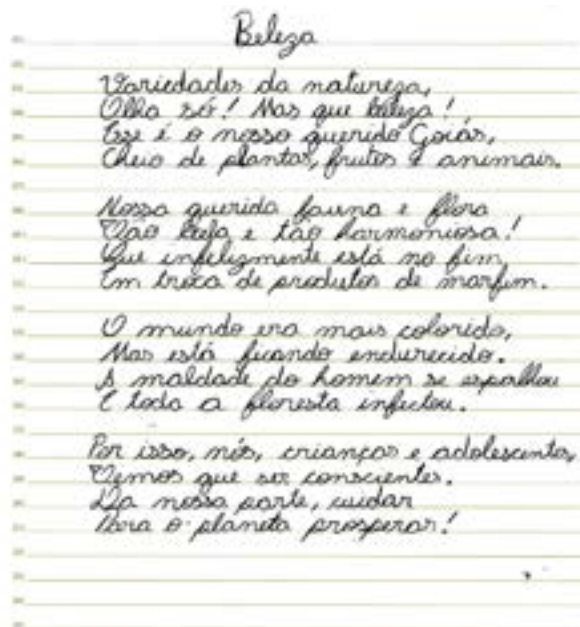 Beleza
Variedades da natureza,
Olha só! Mas que beleza!
Esse é o nosso querido Goiás,
Cheio de plantas, frutos e animais.
Nossa querida fauna e flora
Tão bela e tão harmoniosa!
Que infelizmente está no fim,
Em troca de produtos de marfim.
O mundo era mais colorido,
Mas está ficando endurecido.
A maldade do homem se espalhou
E toda a floresta infectou.
Por isso, nós, crianças e adolescentes,
Temos que ser conscientes.
Da nossa parte, cuidar
Para o planeta prosperar!